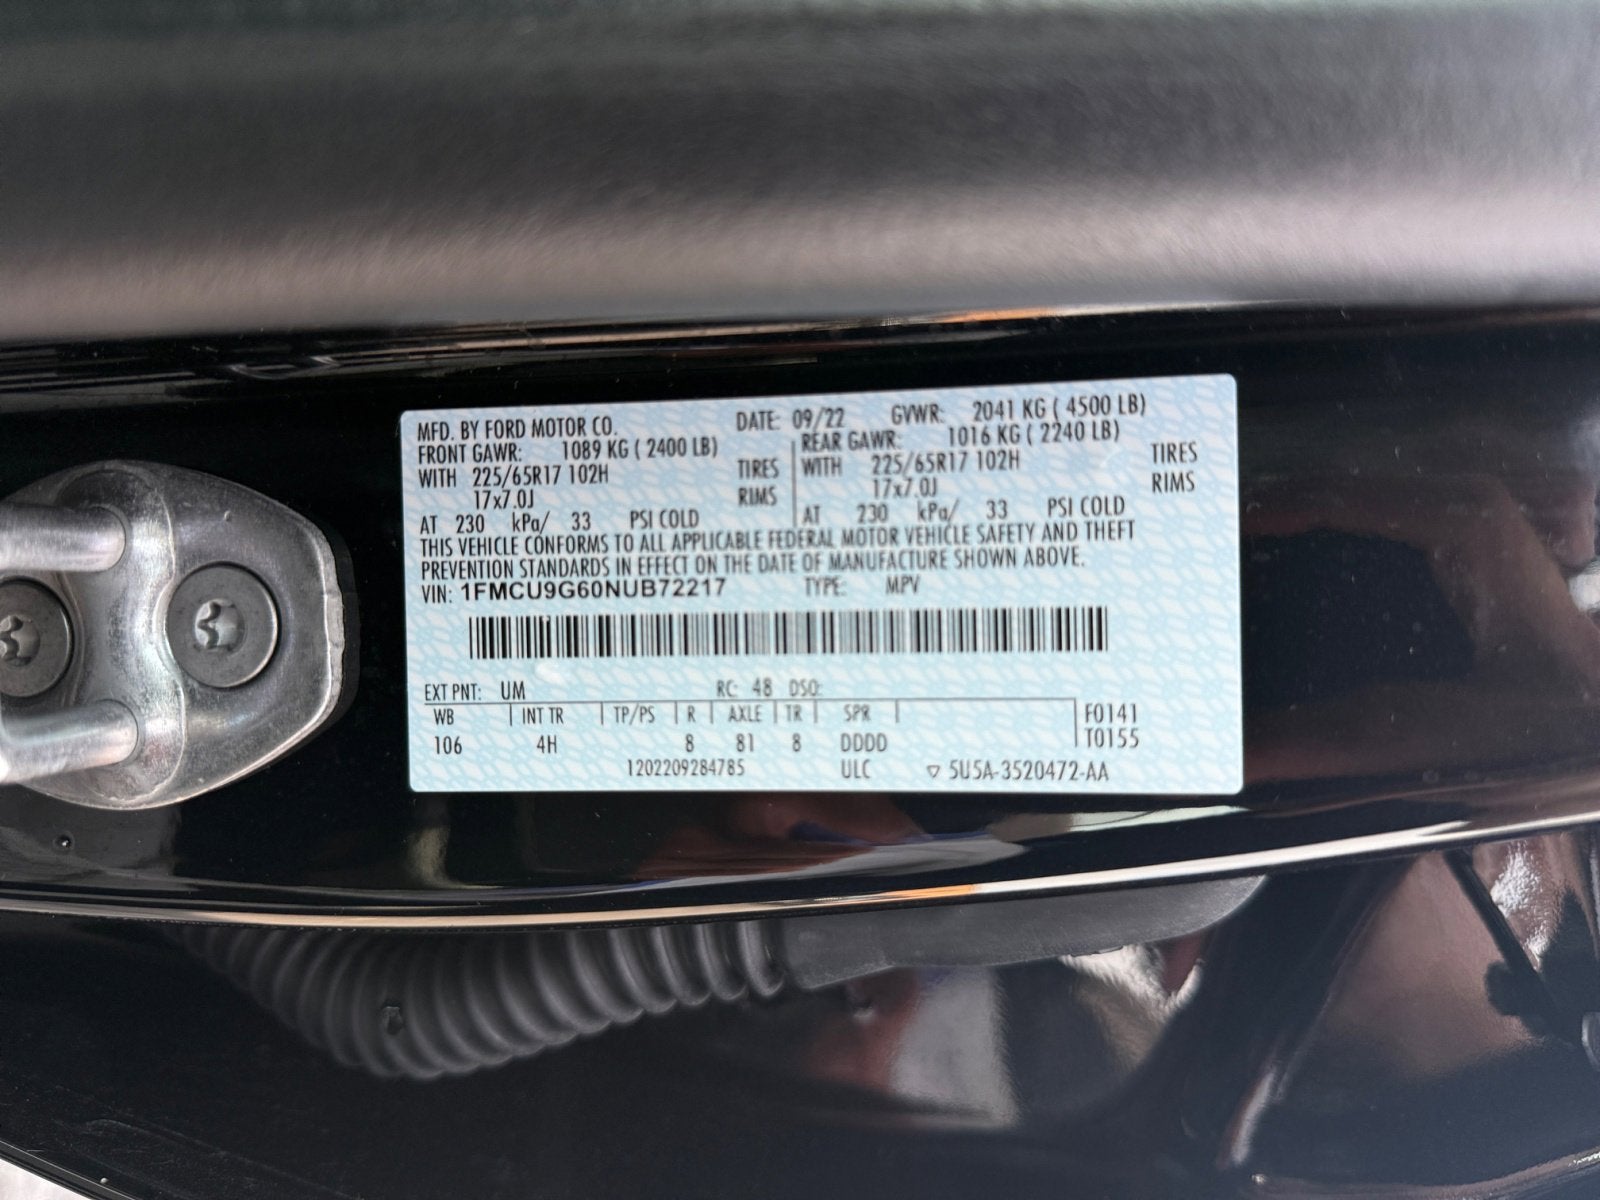 MFD. BY FORD MOTOR CO. DATE: 09/22 GVWR: 2041 KG ( 4500 LB)
FRONT GAWR: 1089 KG ( 2400 LB) REAR GAWR: 1016 KG ( 2240 LB)
WITH 225/65R17 102H TIRES WITH 225/65R17 102H TIRES
17x7.0J RIMS 17x7.0J RIMS
AT 230 kPa/ 33 PSI COLD AT 230 kPa/ 33 PSI COLD
THIS VEHICLE CONFORMS TO ALL APPLICABLE FEDERAL MOTOR VEHICLE SAFETY AND THEFT
PREVENTION STANDARDS IN EFFECT ON THE DATE OF MANUFACTURE SHOWN ABOVE.
VIN: 1FMCU9G60NUB72217 TYPE: MPV
EXT PNT: UM RC: 48 DSO:
WB INT TR TP/PS R AXLE TR SPR F0141
106 4H 8 81 8 DDDD T0155
1202209284785 ULC ▽ 5U5A-3520472-AA